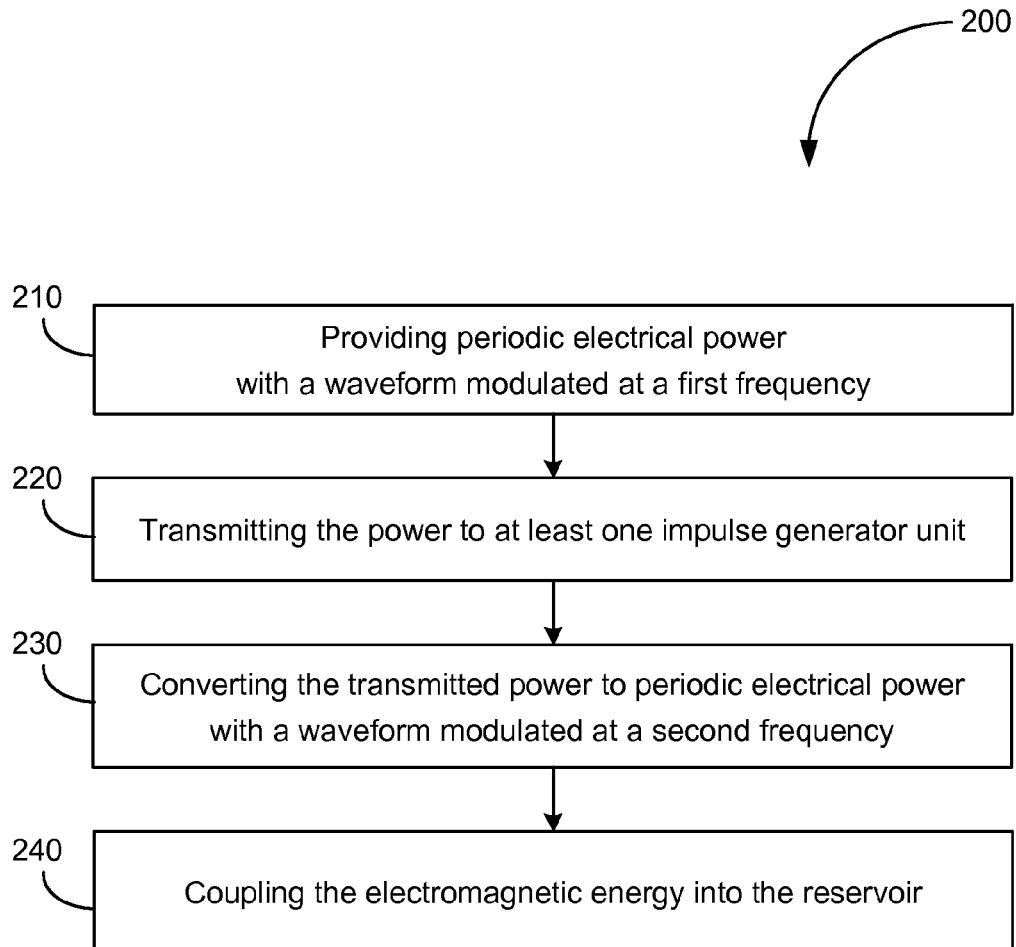 200
210
Providing periodic electrical power
with a waveform modulated at a first frequency
220
Transmitting the power to at least one impulse generator unit
230
Converting the transmitted power to periodic electrical power
with a waveform modulated at a second frequency
240
Coupling the electromagnetic energy into the reservoir